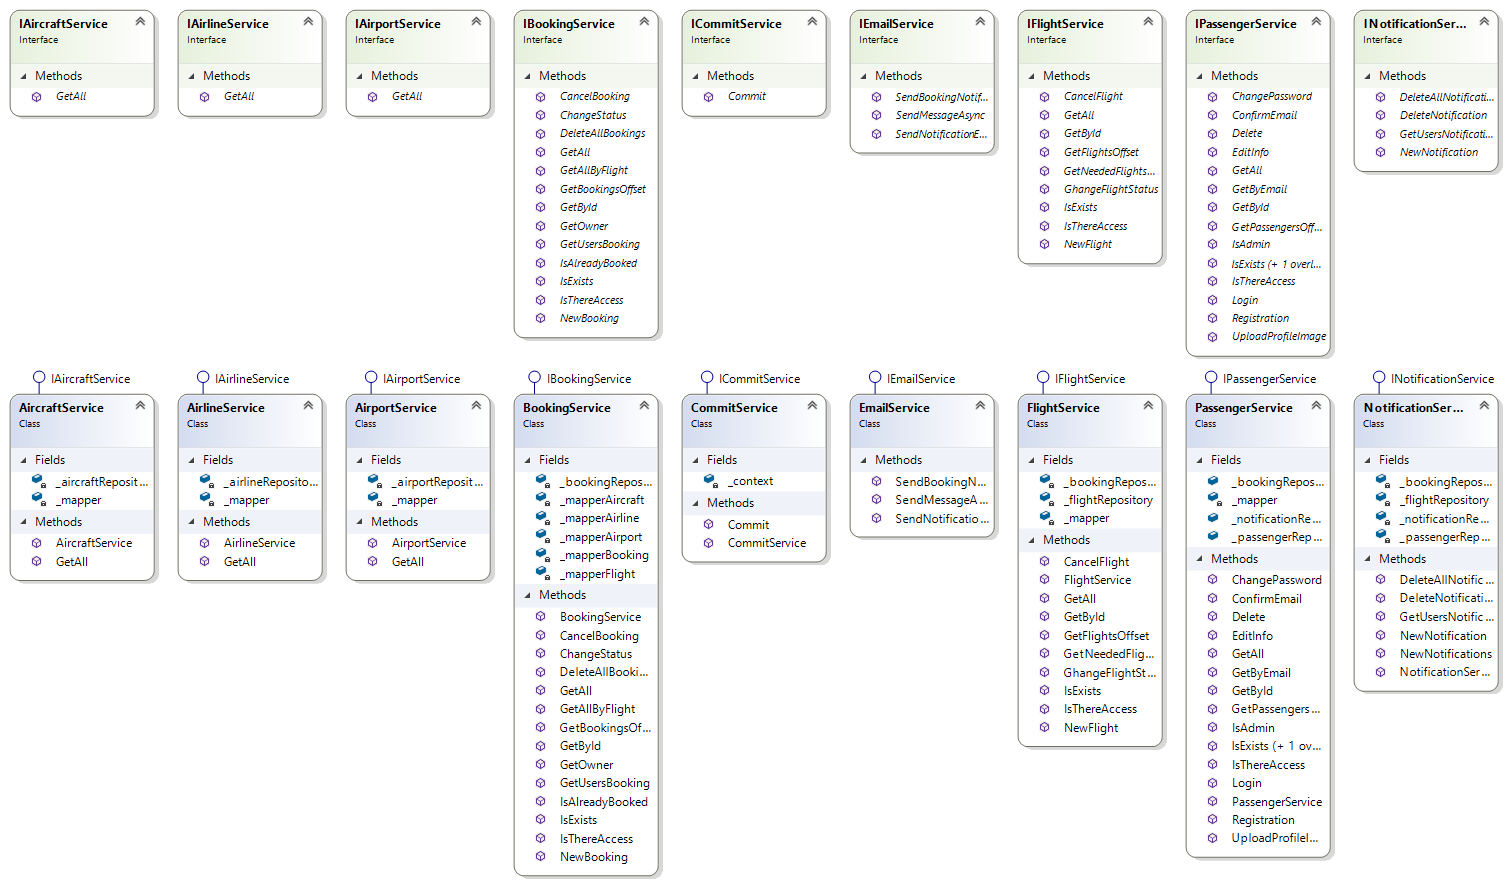 IAircraftService
Interface
Methods
GetAll
IAirlineService
Interface
Methods
GetAll
IAirportService
Interface
Methods
GetAll
IBookingService
Interface
Methods
CancelBooking
ChangeStatus
DeleteAllBookings
GetAll
GetAllByFlight
GetBookingsOffset
GetById
GetOwner
GetUsersBooking
IsAlreadyBooked
IsExists
IsThereAccess
NewBooking
ICommitService
Interface
Methods
Commit
IEmailService
Interface
Methods
SendBookingNotif...
SendMessageAsync
SendNotificationE...
IFlightService
Interface
Methods
CancelFlight
GetAll
GetById
GetFlightsOffset
GetNeededFlights...
GhangeFlightStatus
IsExists
IsThereAccess
NewFlight
IPassengerService
Interface
Methods
ChangePassword
ConfirmEmail
Delete
EditInfo
GetAll
GetByEmail
GetById
GetPassengersOff...
IsAdmin
IsExists (+ 1 overl...
IsThereAccess
Login
Registration
UploadProfileImage
INotificationSer...
Interface
Methods
DeleteAllNotificati...
DeleteNotification
GetUsersNotificati...
NewNotification
IAircraftService
AircraftService
Class
Fields
_aircraftReposit...
_mapper
Methods
AircraftService
GetAll
IAirlineService
AirlineService
Class
Fields
_airlineReposito...
_mapper
Methods
AirlineService
GetAll
IAirportService
AirportService
Class
Fields
_airportReposit...
_mapper
Methods
AirportService
GetAll
IBookingService
BookingService
Class
Fields
_bookingRepos...
_mapperAircraft
_mapperAirline
_mapperAirport
_mapperBooking
_mapperFlight
Methods
BookingService
CancelBooking
ChangeStatus
DeleteAllBooki...
GetAll
GetAllByFlight
GetBookingsOf...
GetById
GetOwner
GetUsersBooking
IsAlreadyBooked
IsExists
IsThereAccess
NewBooking
ICommitService
CommitService
Class
Fields
_context
Methods
Commit
CommitService
IEmailService
EmailService
Class
Methods
SendBookingN...
SendMessageA...
SendNotificatio...
IFlightService
FlightService
Class
Fields
_bookingRepos...
_flightRepository
_mapper
Methods
CancelFlight
FlightService
GetAll
GetById
GetFlightsOffset
GetNeededFlig...
GhangeFlightSt...
IsExists
IsThereAccess
NewFlight
IPassengerService
PassengerService
Class
Fields
_bookingRepos...
_mapper
_notificationRe...
_passengerRep...
Methods
ChangePassword
ConfirmEmail
Delete
EditInfo
GetAll
GetByEmail
GetById
GetPassengers...
IsAdmin
IsExists (+ 1 ov...
IsThereAccess
Login
PassengerService
Registration
UploadProfileI...
INotificationService
NotificationSer...
Class
Fields
_bookingRepos...
_flightRepository
_notificationRe...
_passengerRep...
Methods
DeleteAllNotific...
DeleteNotificati...
GetUsersNotific...
NewNotification
NewNotifications
NotificationSer...